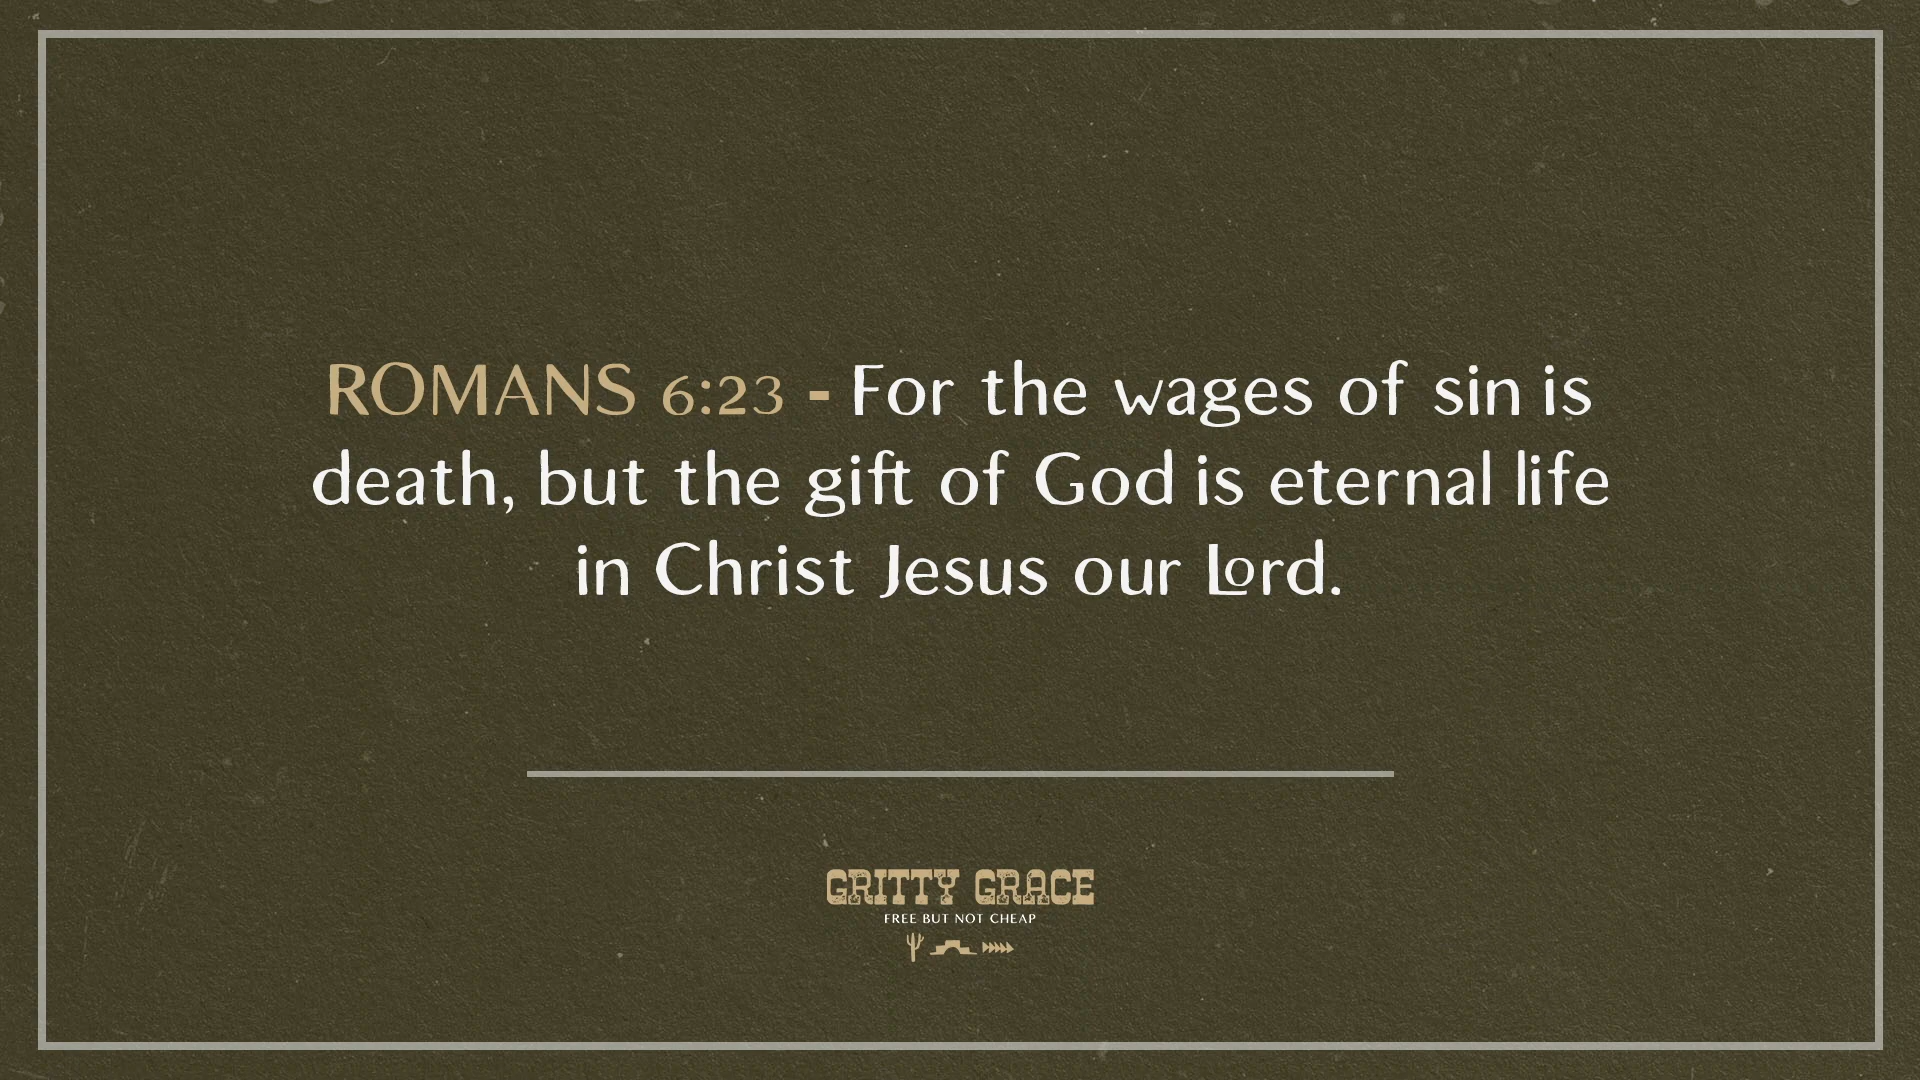 ROMANS 6:23 - For the wages of sin is
death, but the gift of God is eternal life
in Christ Jesus our Lord.
GRITTY GRACE
FREE BUT NOT CHEAP